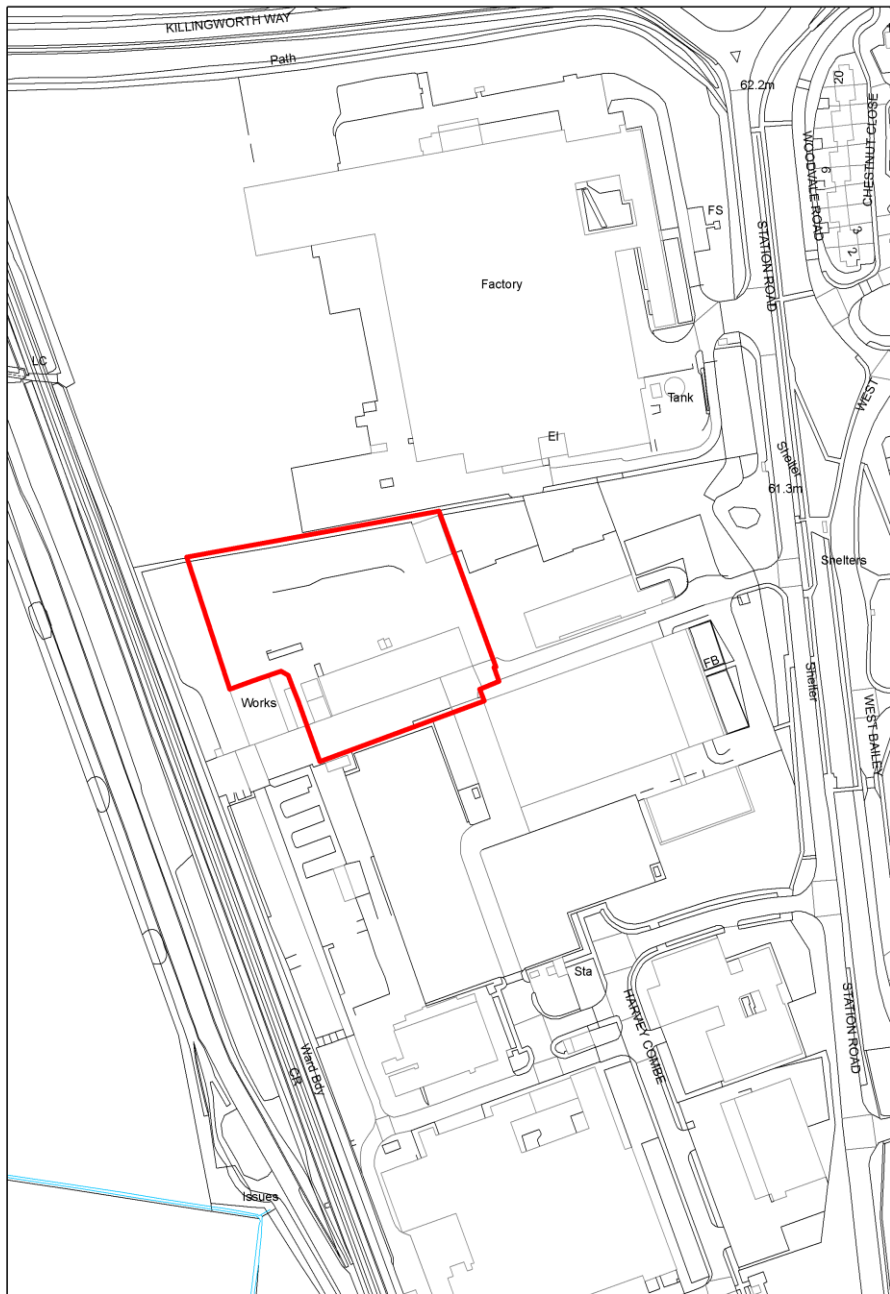 KILLINGWORTH WAY
Path
62.2m
20
CHESTNUT CLOSE
WOODVALE ROAD
9
FS
3
2
STATION ROAD
Factory
LC
Tank
WEST
El
Shelter
61.3m
Shelters
FB
Shelter
Works
WEST BAILEY
Sta
HARVEY COMBE
STATION ROAD
Ward Bdy
CR
Issues